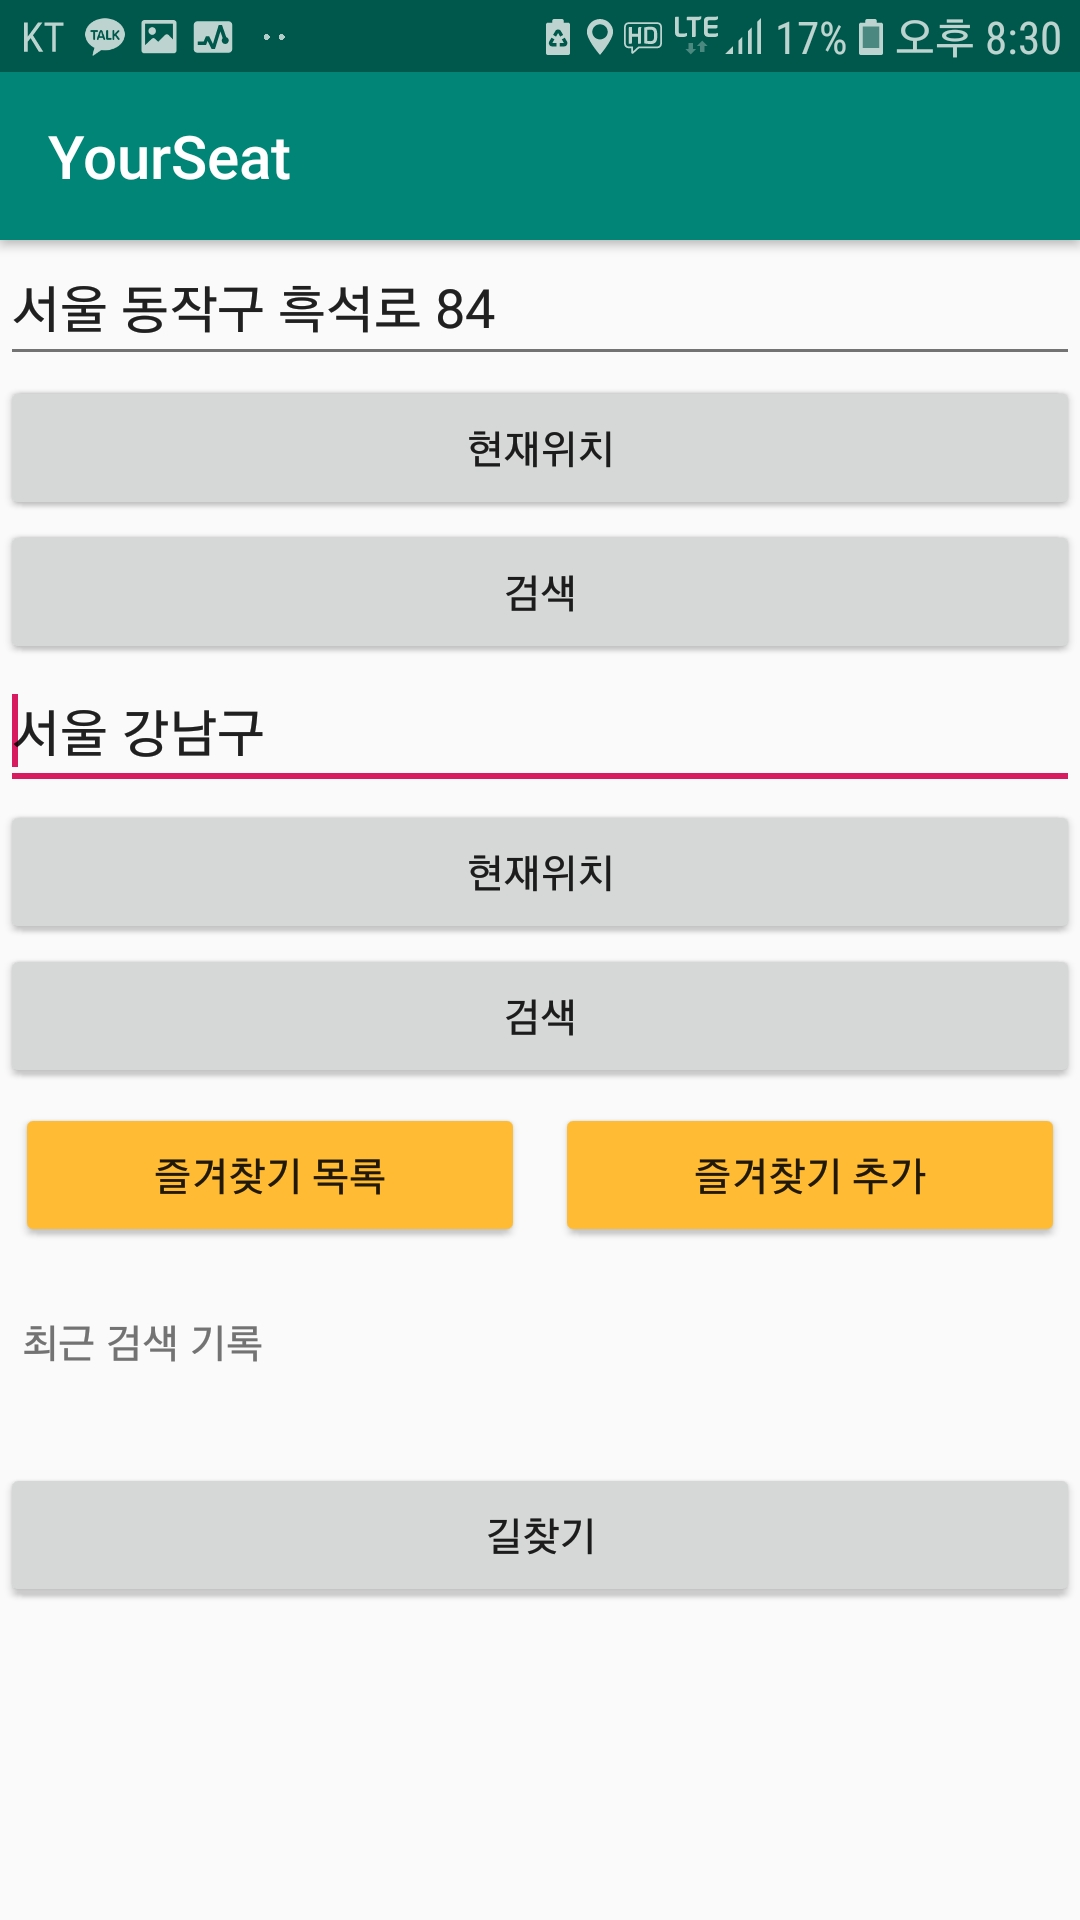 KT TALK HD LTE 17% 오후 8:30
YourSeat
서울 동작구 흑석로 84
현재위치
검색
서울 강남구
현재위치
검색
즐겨찾기 목록 즐겨찾기 추가
최근 검색 기록
길찾기